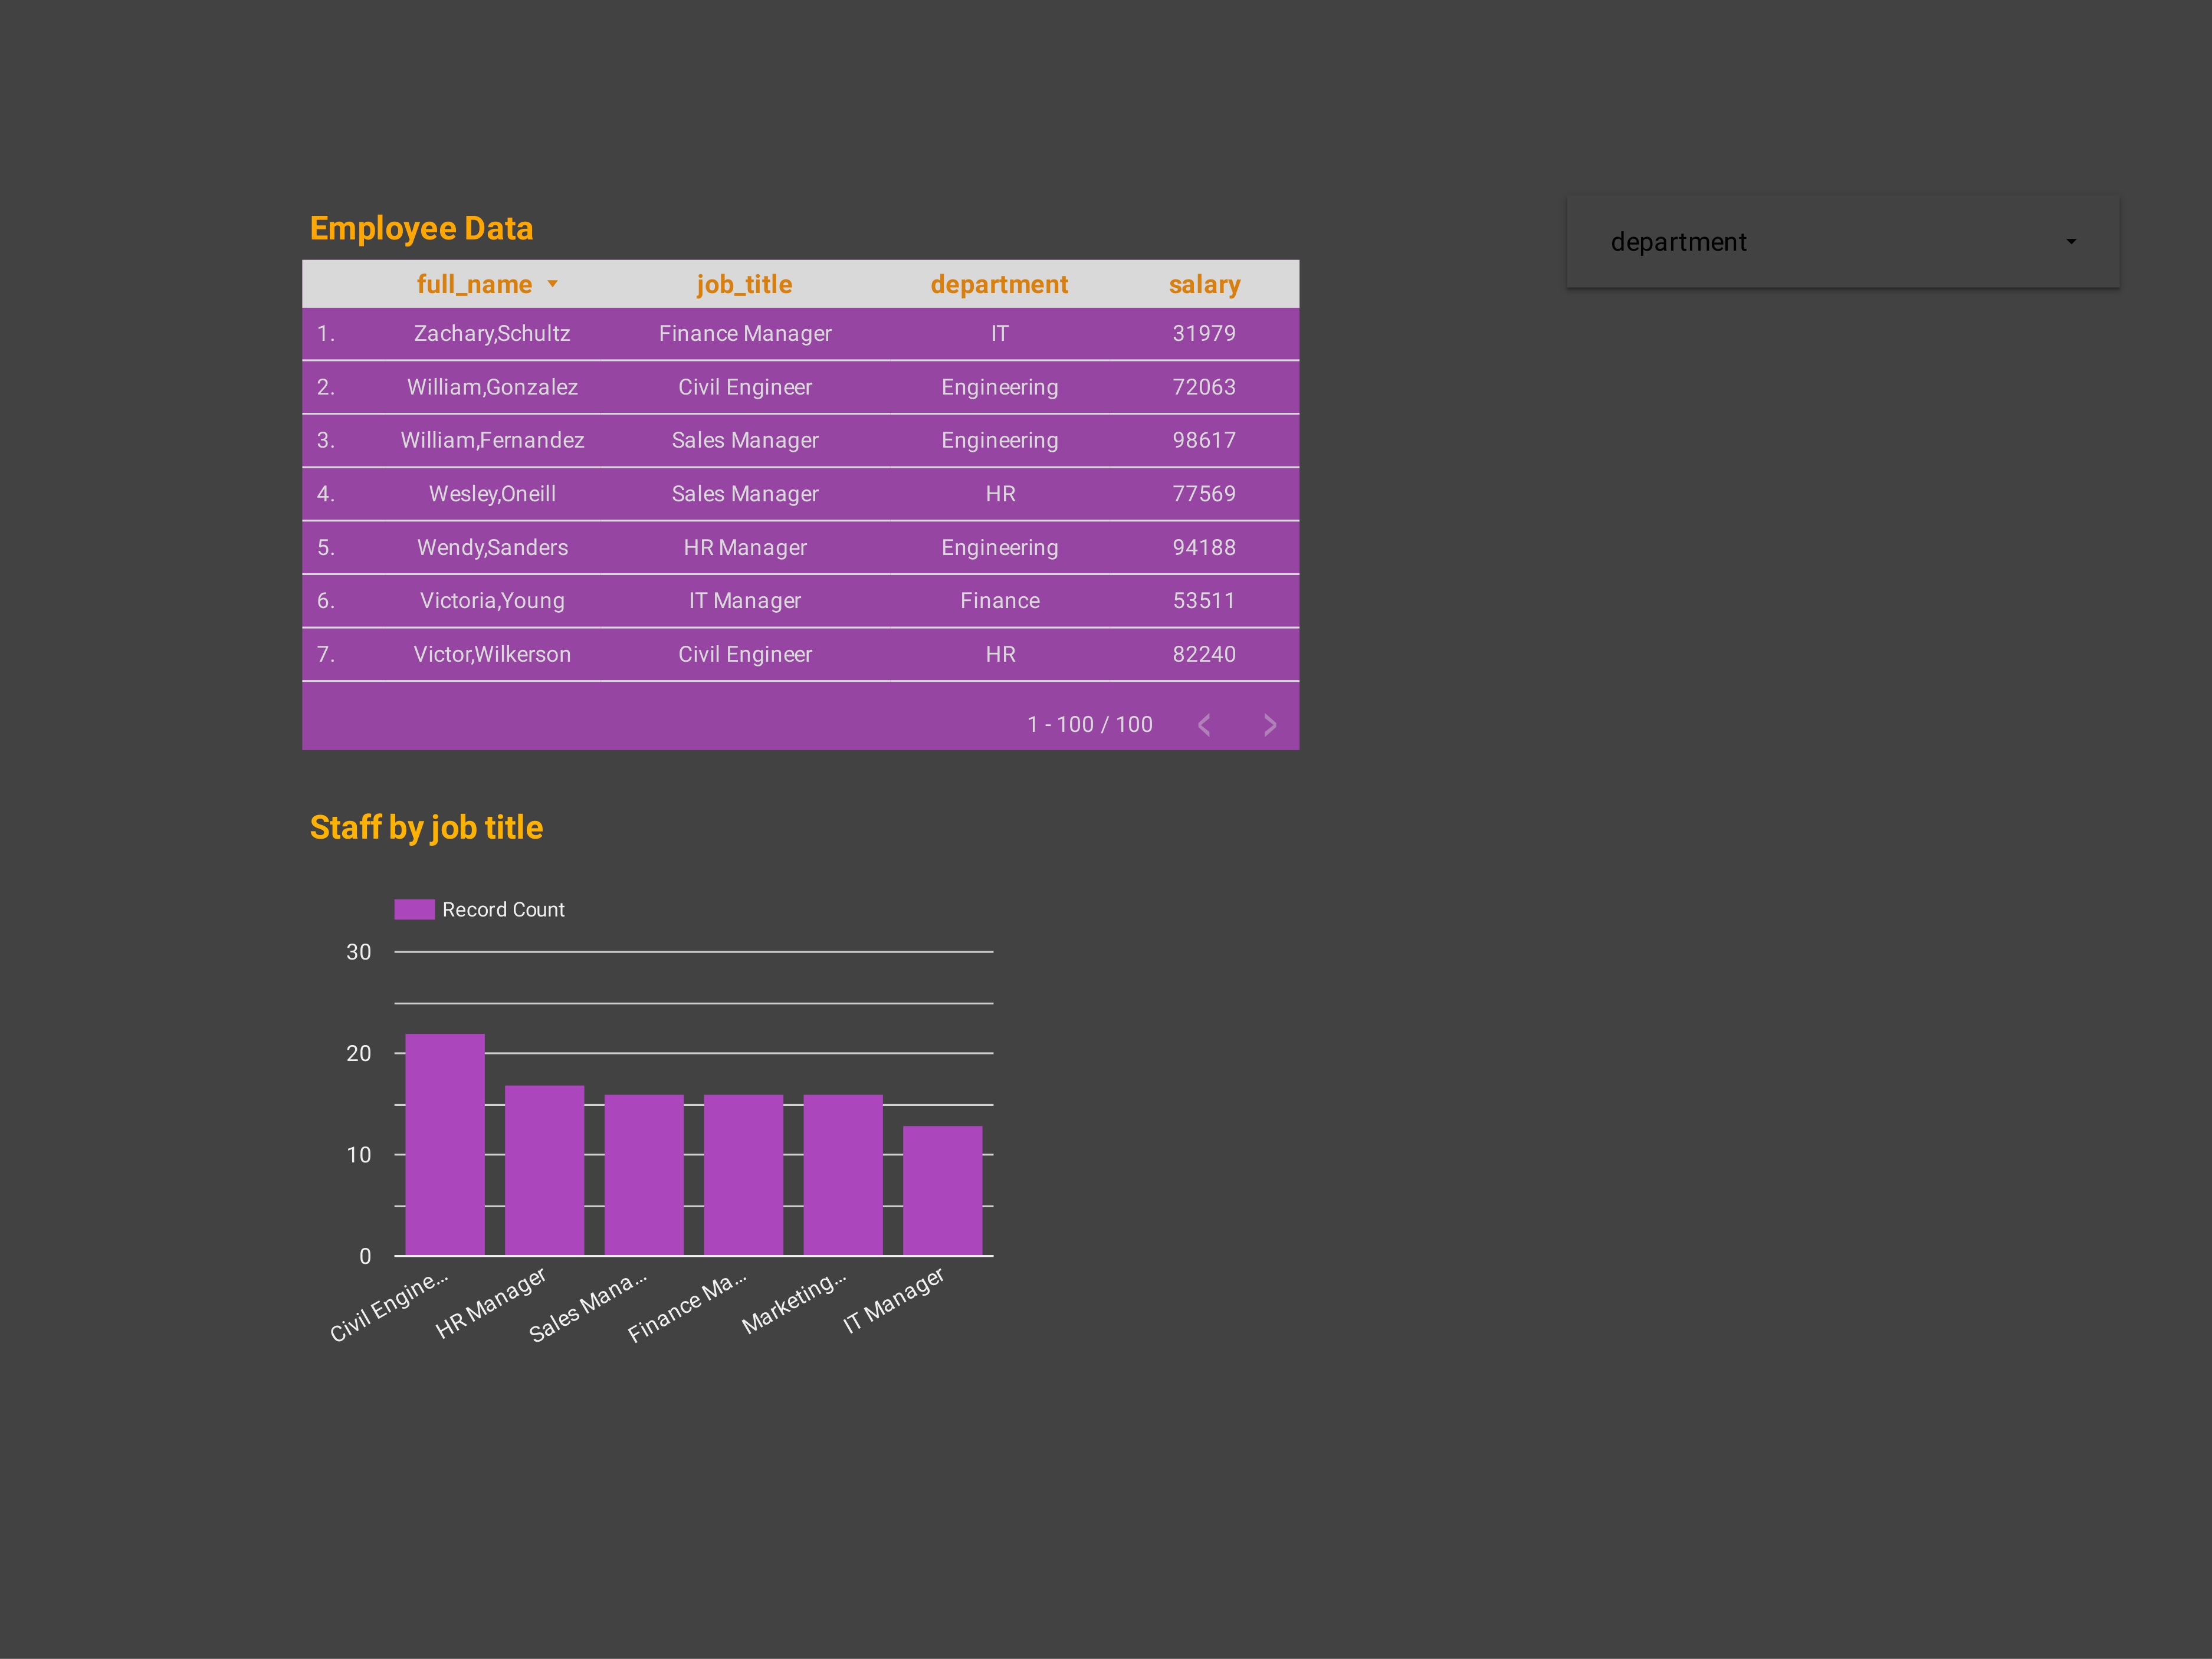 Employee Data
department
full_name job_title department salary
1. Zachary,Schultz Finance Manager IT 31979
2. William,Gonzalez Civil Engineer Engineering 72063
3. William,Fernandez Sales Manager Engineering 98617
4. Wesley,Oneill Sales Manager HR 77569
5. Wendy,Sanders HR Manager Engineering 94188
6. Victoria,Young IT Manager Finance 53511
7. Victor,Wilkerson Civil Engineer HR 82240
1 - 100 / 100
Staff by job title
Record Count
30
20
10
0
Civil Engine...
HR Manager
Sales Mana...
Finance Ma...
Marketing...
IT Manager